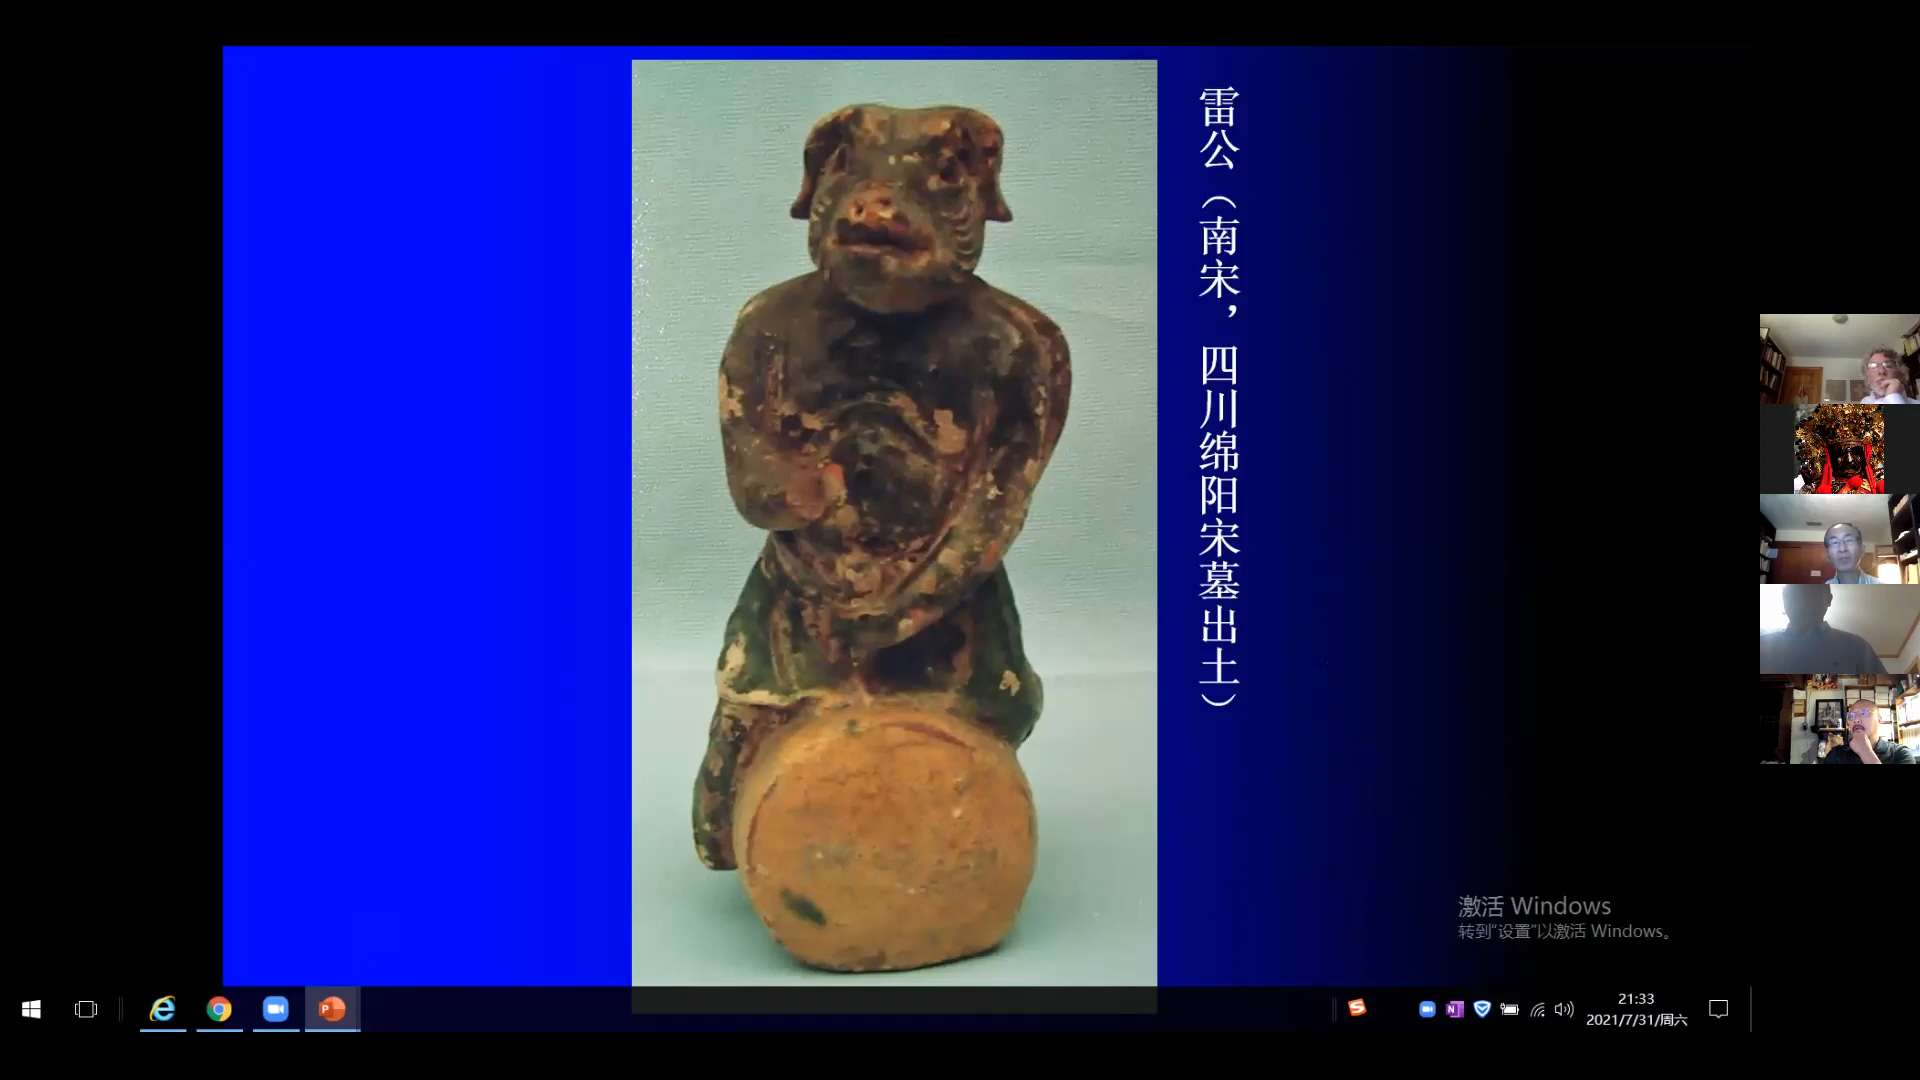 雷公（南宋，四川绵阳宋墓出土）
激活 Windows
转到“设置”以激活 Windows。
21:33
2021/7/31/周六